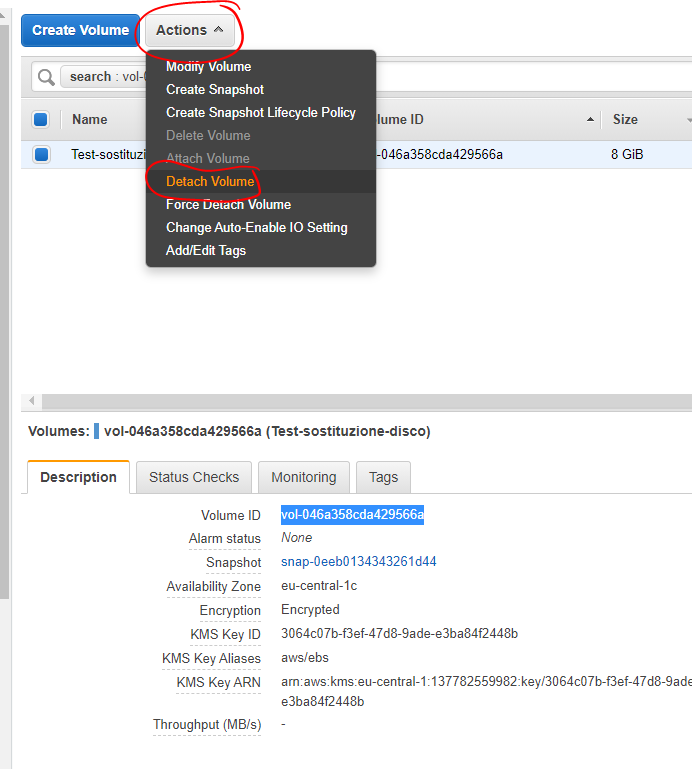 Create Volume Actions
search : vol-0
Modify Volume
Create Snapshot
Create Snapshot Lifecycle Policy
Delete Volume
Attach Volume
Detach Volume
Force Detach Volume
Change Auto-Enable IO Setting
Add/Edit Tags
Name lume ID Size
Test-sostituzi -046a358cda429566a 8 GiB
Volumes: vol-046a358cda429566a (Test-sostituzione-disco)
Description Status Checks Monitoring Tags
Volume ID vol-046a358cda429566a
Alarm status None
Snapshot snap-0eeb0134343261d44
Availability Zone eu-central-1c
Encryption Encrypted
KMS Key ID 3064c07b-f3ef-47d8-9ade-e3ba84f2448b
KMS Key Aliases aws/ebs
KMS Key ARN arn:aws:kms:eu-central-1:137782559982:key/3064c07b-f3ef-47d8-9ade
e3ba84f2448b
Throughput (MB/s) -